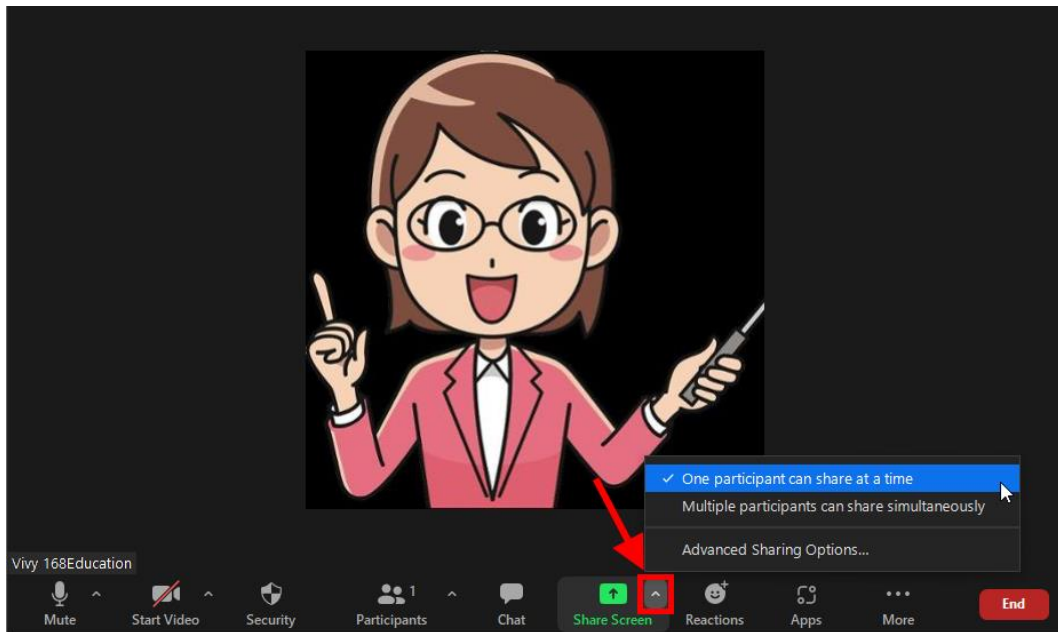 One participant can share at a time
Multiple participants can share simultaneously
Advanced Sharing Options...
Vivy 168Education
1
Mute
Start Video
Security
Participants
Chat
Share Screen
Reactions
Apps
More
End